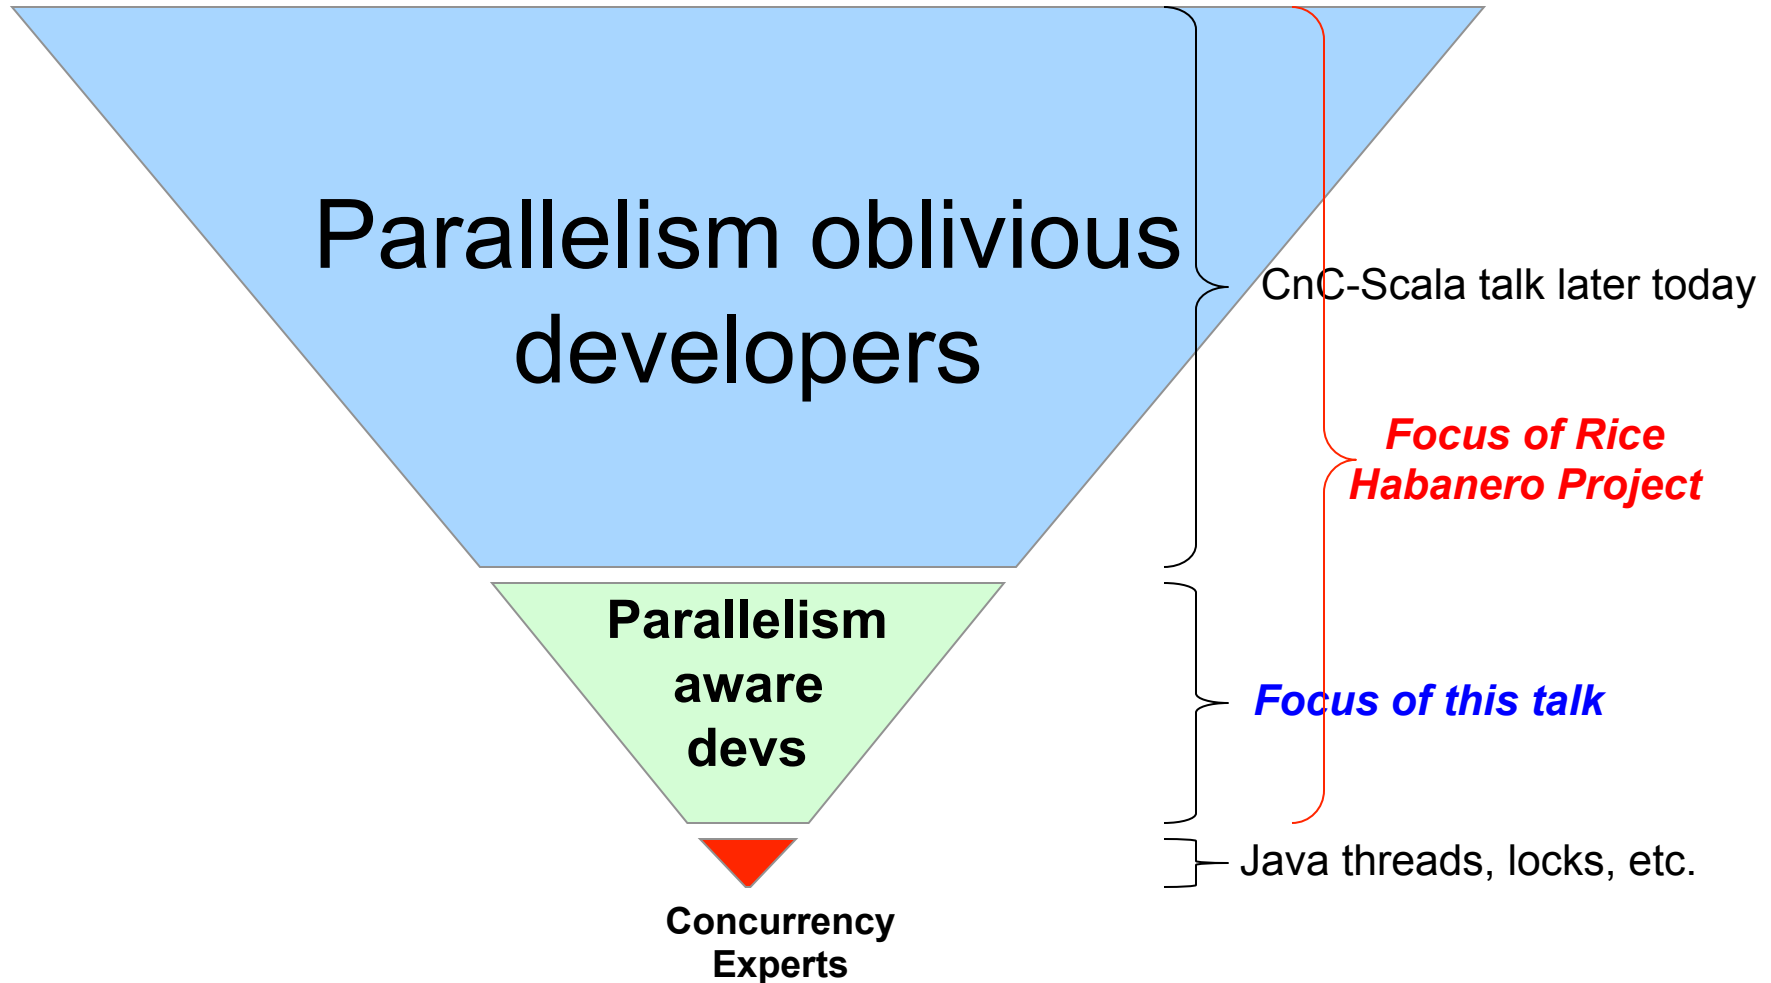 Parallelism oblivious
developers
CnC-Scala talk later today
Focus of Rice
Habanero Project
Parallelism
aware
devs
Focus of this talk
Java threads, locks, etc.
Concurrency
Experts